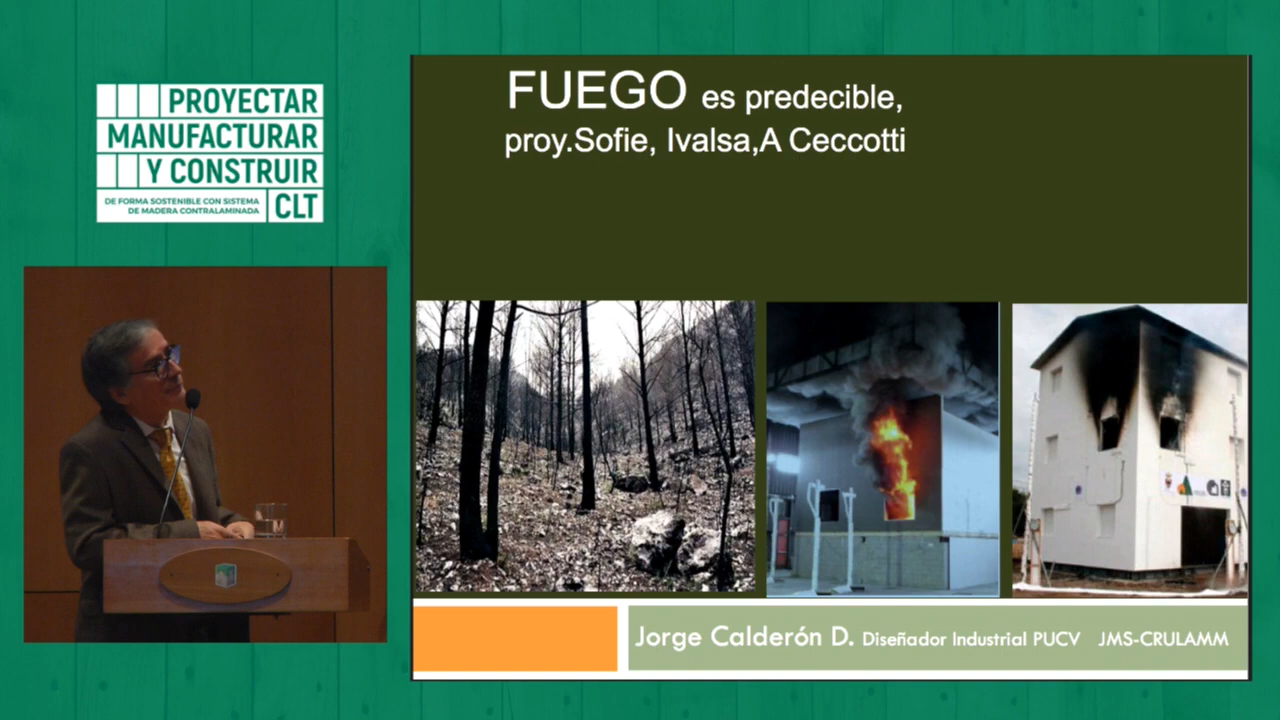 PROYECTAR
MANUFACTURAR
Y CONSTRUIR
DE FORMA SOSTENIBLE CON SISTEMA
DE MADERA CONTRALAMINADA
CLT
FUEGO es predecible,
proy.Sofie, Ivalsa,A Ceccotti
Jorge Calderón D. Diseñador Industrial PUCV JMS-CRULAMM